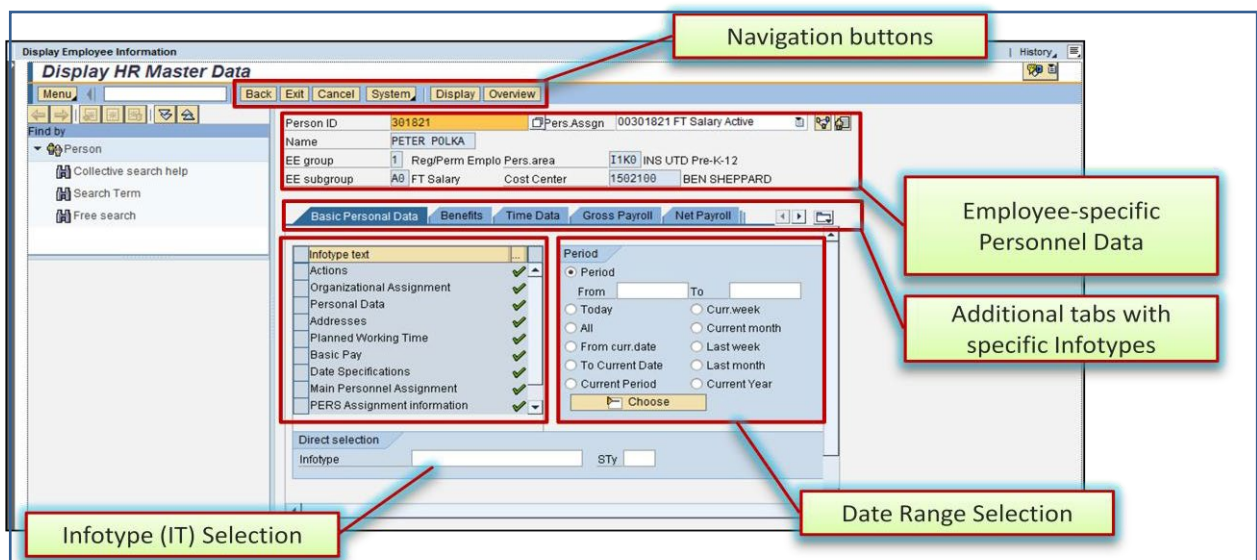 Navigation buttons
Display Employee Information
History
Display HR Master Data
Menu Back Exit Cancel System Display Overview
Find by
Person
Collective search help
Search Term
Free search
Person ID 301821 Pers.Assgn 00301821 FT Salary Active
Name PETER POLKA
EE group 1 Reg/Perm Emplo Pers.area I1K0 INS UTD Pre-K-12
EE subgroup A0 FT Salary Cost Center 1502100 BEN SHEPPARD
Basic Personal Data Benefits Time Data Gross Payroll Net Payroll
Infotype text ...
Actions
Organizational Assignment
Personal Data
Addresses
Planned Working Time
Basic Pay
Date Specifications
Main Personnel Assignment
PERS Assignment information
Period
Period
From To
Today Curr.week
All Current month
From curr.date Last week
To Current Date Last month
Current Period Current Year
Choose
Direct selection
Infotype STy
Employee-specific
Personnel Data
Additional tabs with
specific Infotypes
Date Range Selection
Infotype (IT) Selection